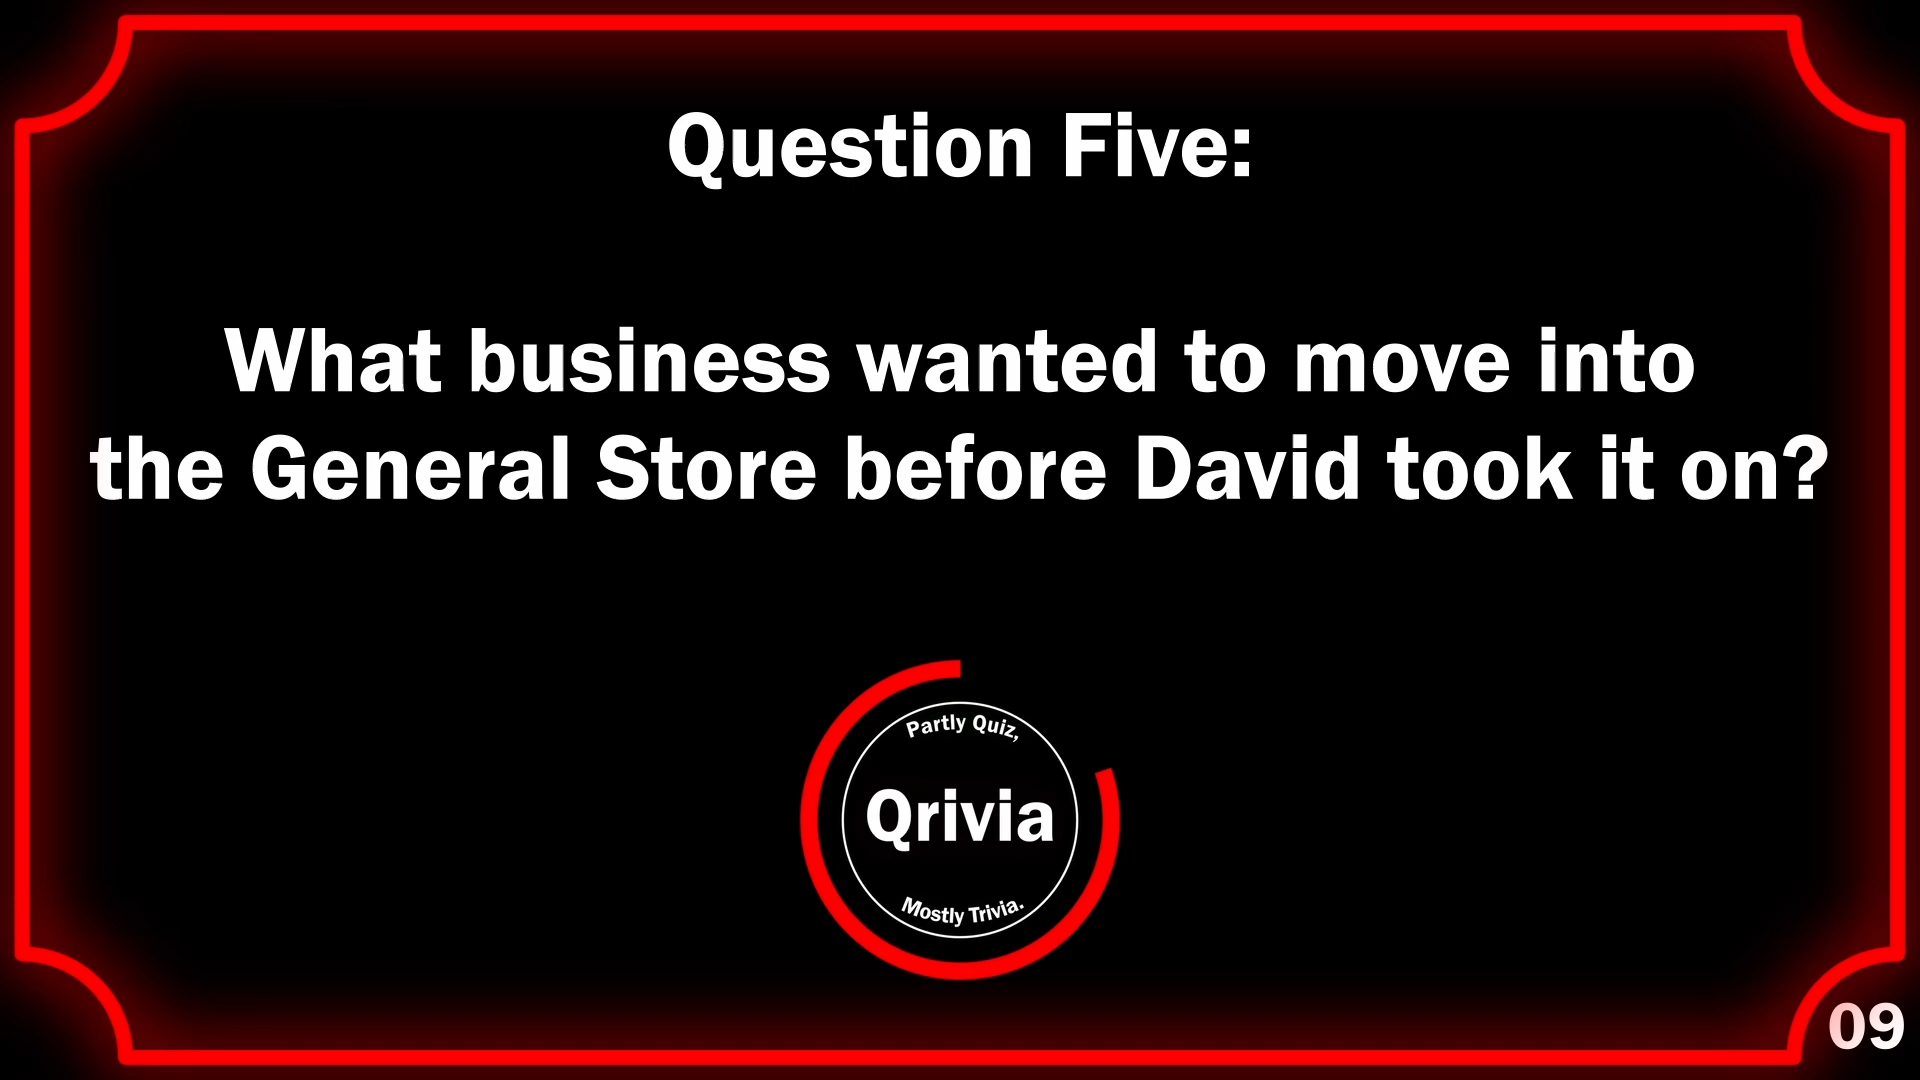 Question Five:
What business wanted to move into
the General Store before David took it on?
Partly Quiz,
Qrivia
Mostly Trivia.
09